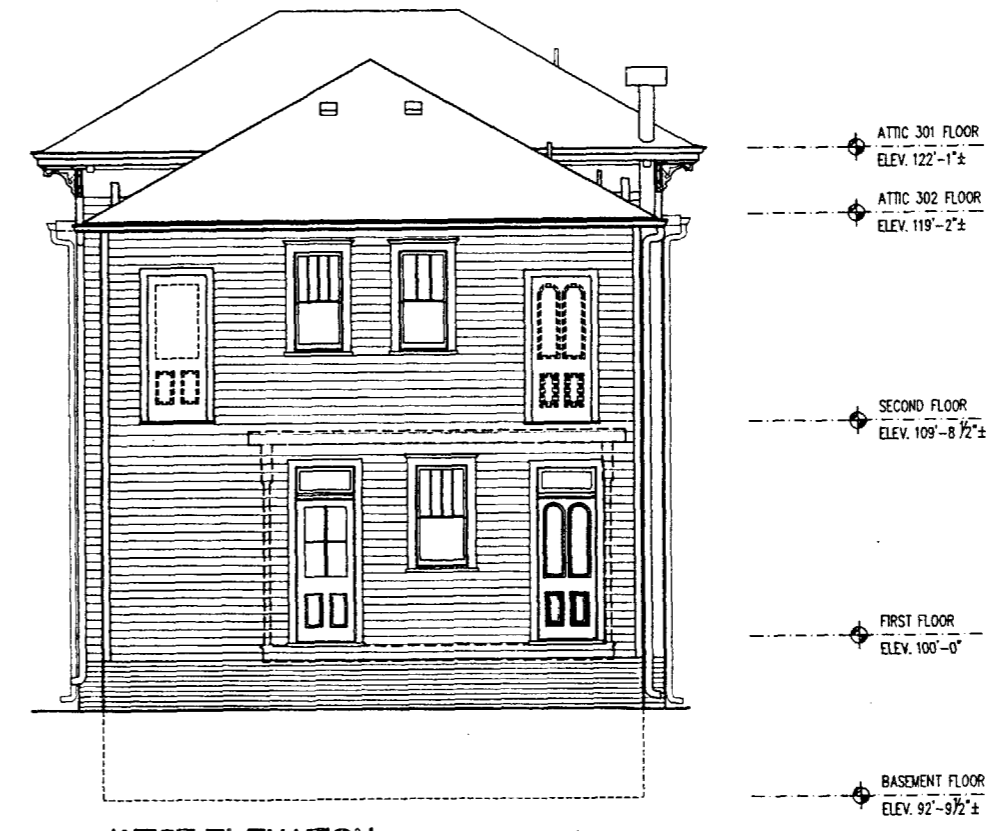 ATTIC 301 FLOOR
ELEV. 122'-1"±
ATTIC 302 FLOOR
ELEV. 119'-2"±
SECOND FLOOR
ELEV. 109'-8 1/2"±
FIRST FLOOR
ELEV. 100'-0"
BASEMENT FLOOR
ELEV. 92'-9 1/2"±